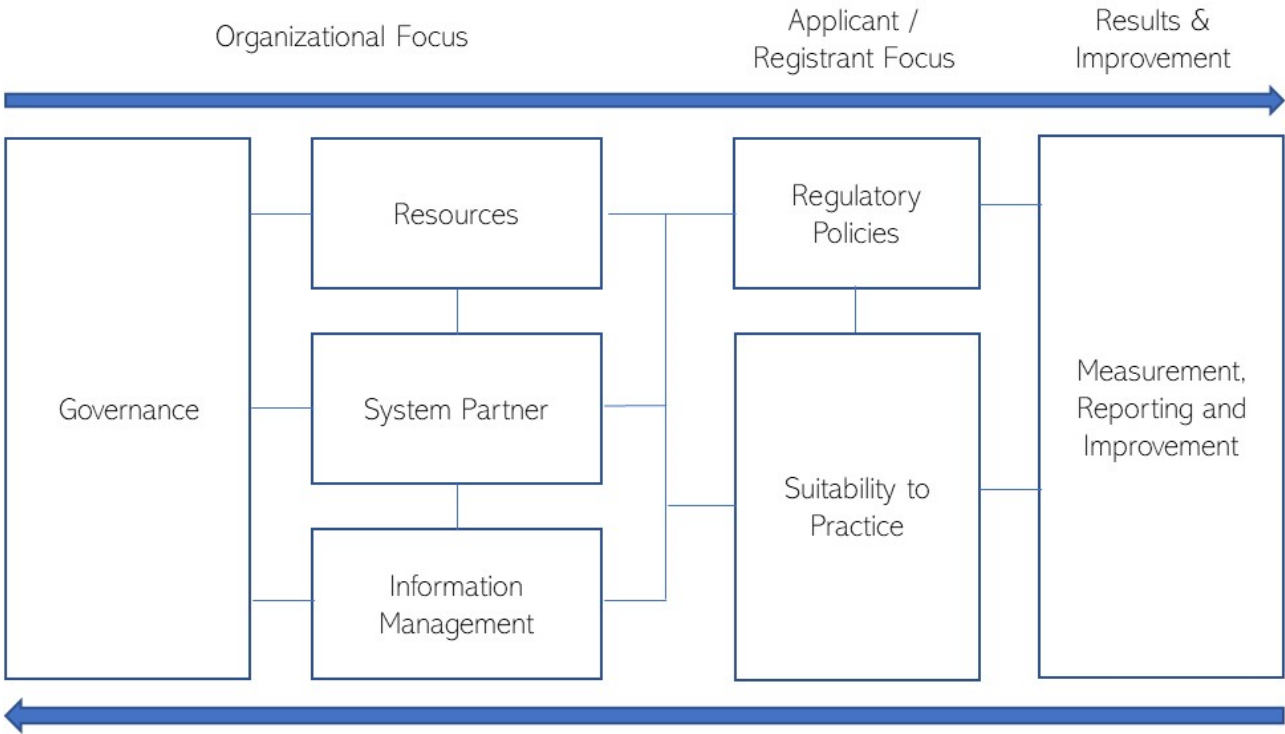 Organizational Focus
Applicant /
Registrant Focus
Results &
Improvement
Governance
Resources
System Partner
Information
Management
Regulatory
Policies
Suitability to
Practice
Measurement,
Reporting and
Improvement